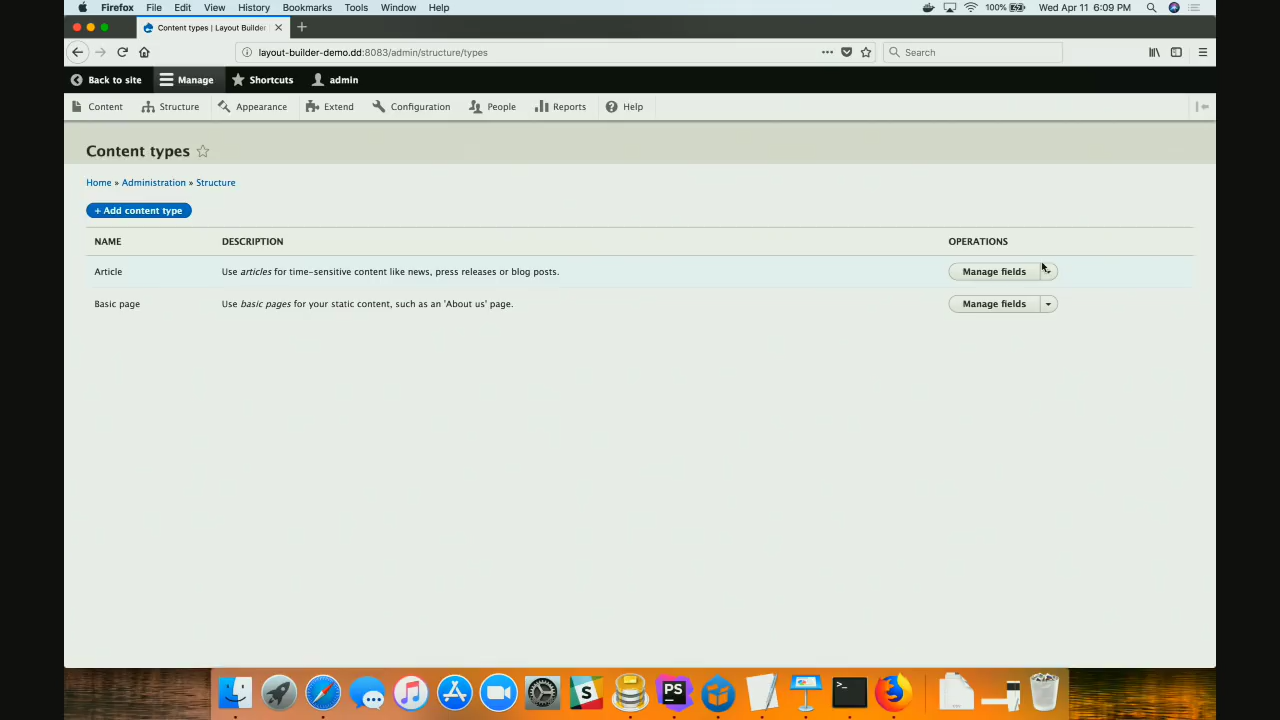 Firefox File Edit View History Bookmarks Tools Window Help 100% Wed Apr 11 6:09 PM
Content types | Layout Builder
layout-builder-demo.dd:8083/admin/structure/types Search
Back to site Manage Shortcuts admin
Content Structure Appearance Extend Configuration People Reports Help
Content types
Home » Administration » Structure
+ Add content type
NAME DESCRIPTION OPERATIONS
Article Use articles for time-sensitive content like news, press releases or blog posts. Manage fields
Basic page Use basic pages for your static content, such as an 'About us' page. Manage fields
S PS >_